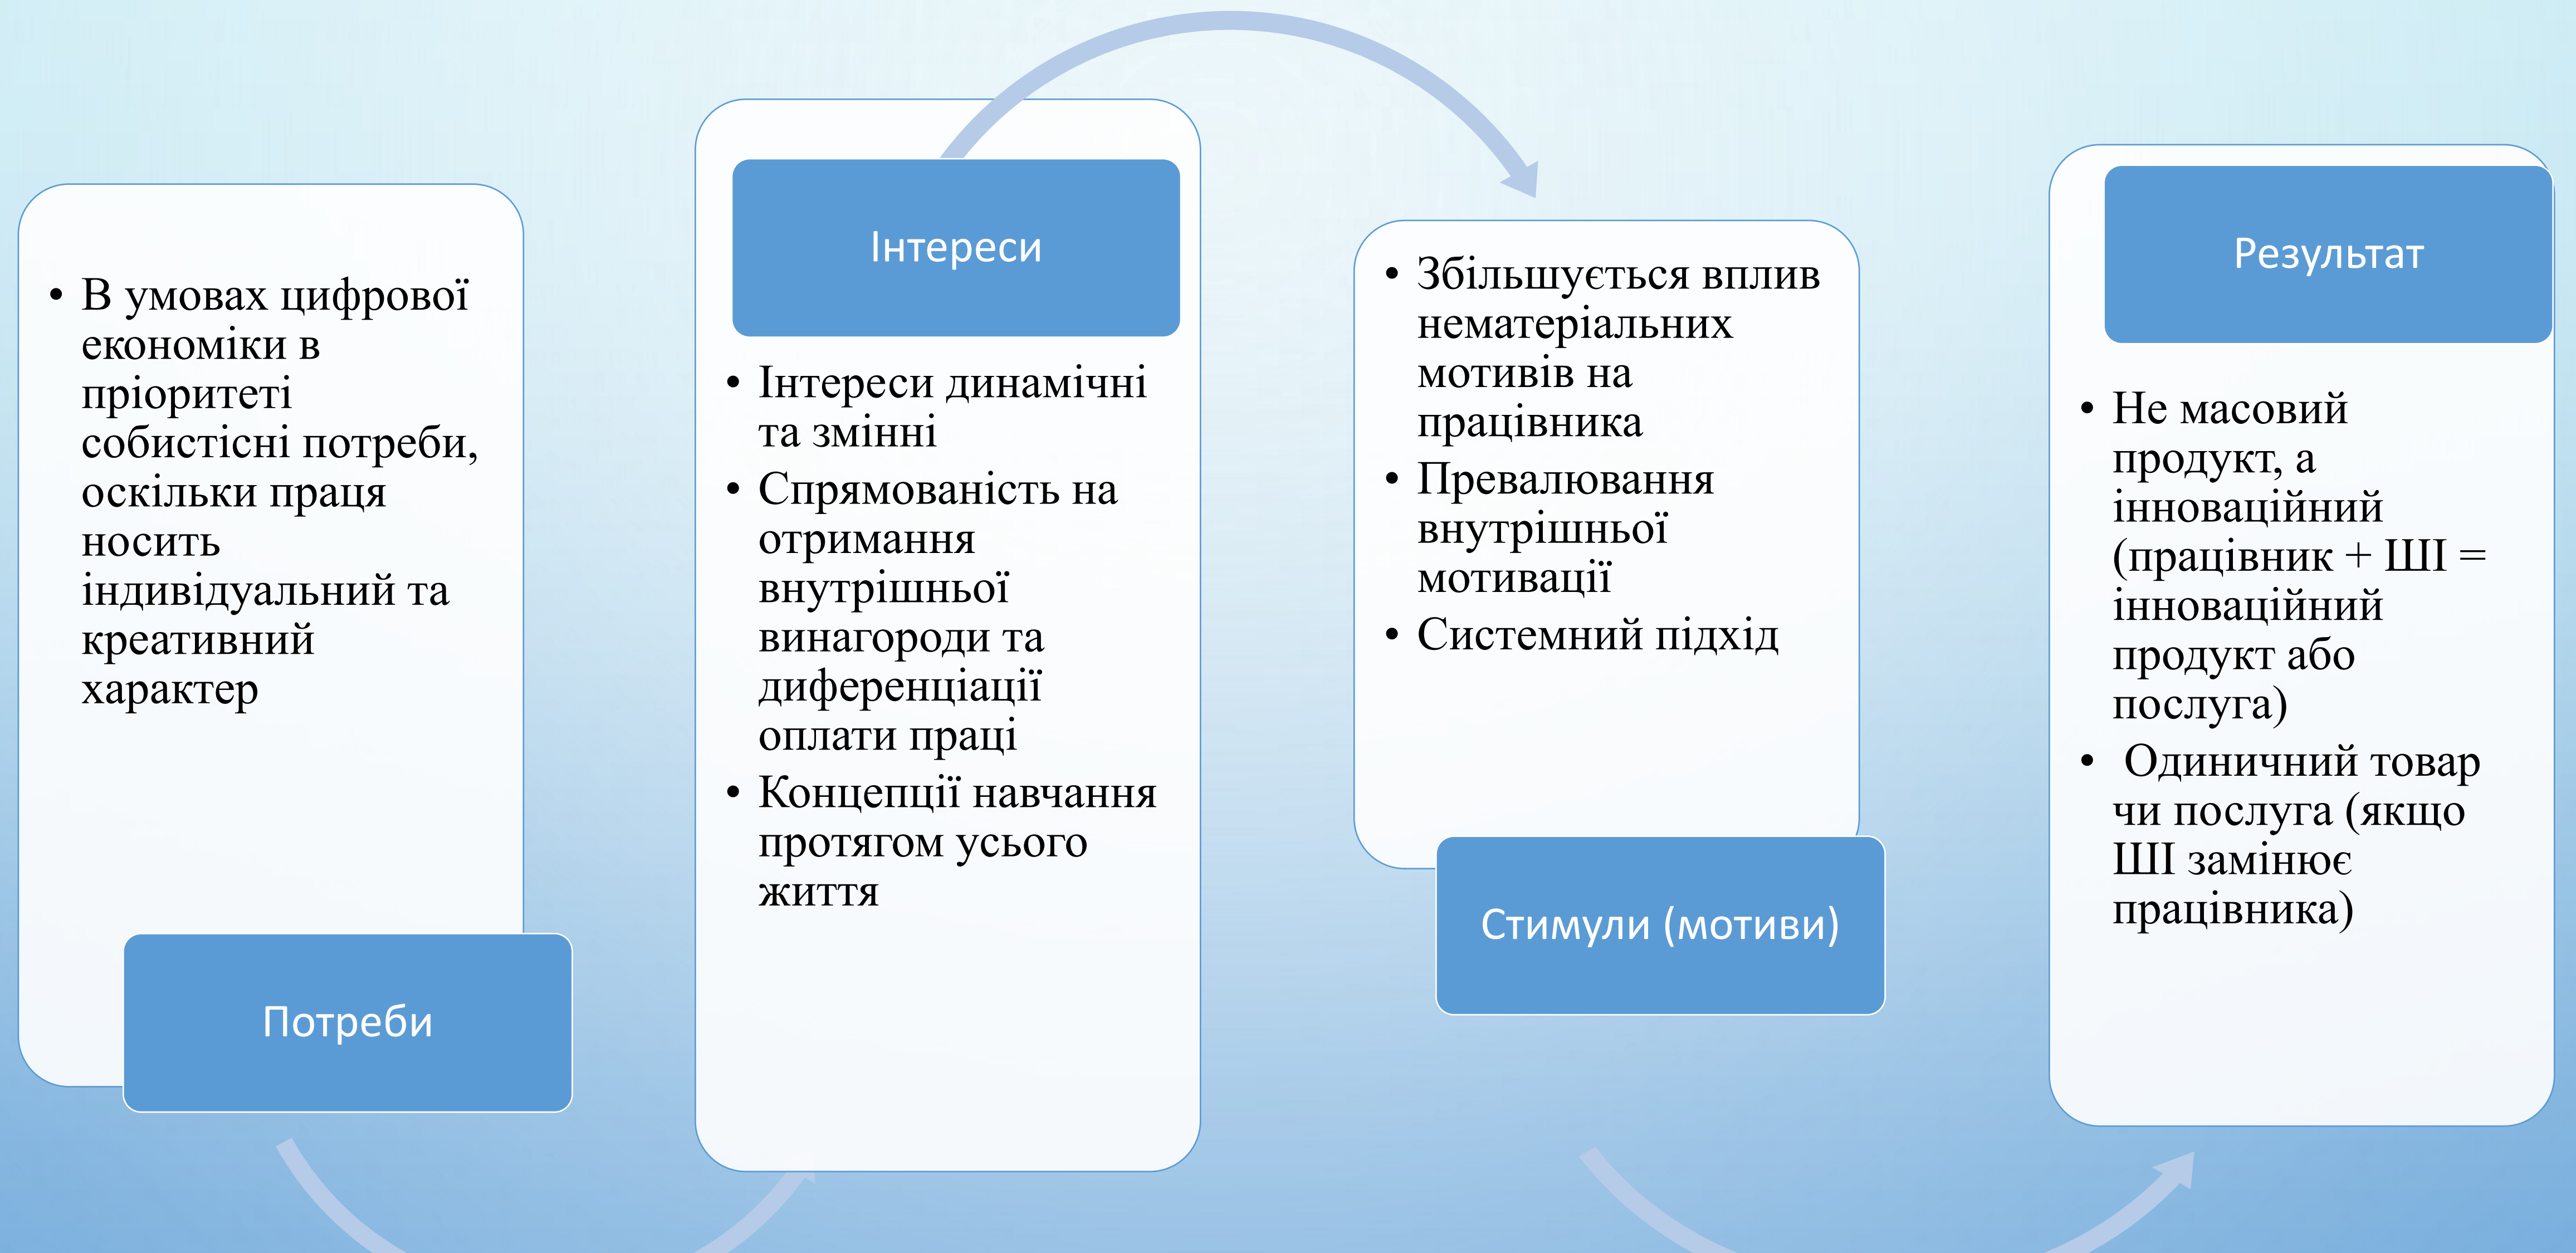 В умовах цифрової
економіки в
пріоритеті
собистісні потреби,
оскільки праця
носить
індивідуальний та
креативний
характер
Потреби
Інтереси
Інтереси динамічні
та змінні
Спрямованість на
отримання
внутрішньої
винагороди та
диференціації
оплати праці
Концепції навчання
протягом усього
життя
Збільшується вплив
нематеріальних
мотивів на
працівника
Превалювання
внутрішньої
мотивації
Системний підхід
Стимули (мотиви)
Результат
Не масовий
продукт, а
інноваційний
(працівник + ШІ =
інноваційний
продукт або
послуга)
Одиничний товар
чи послуга (якщо
ШІ замінює
працівника)